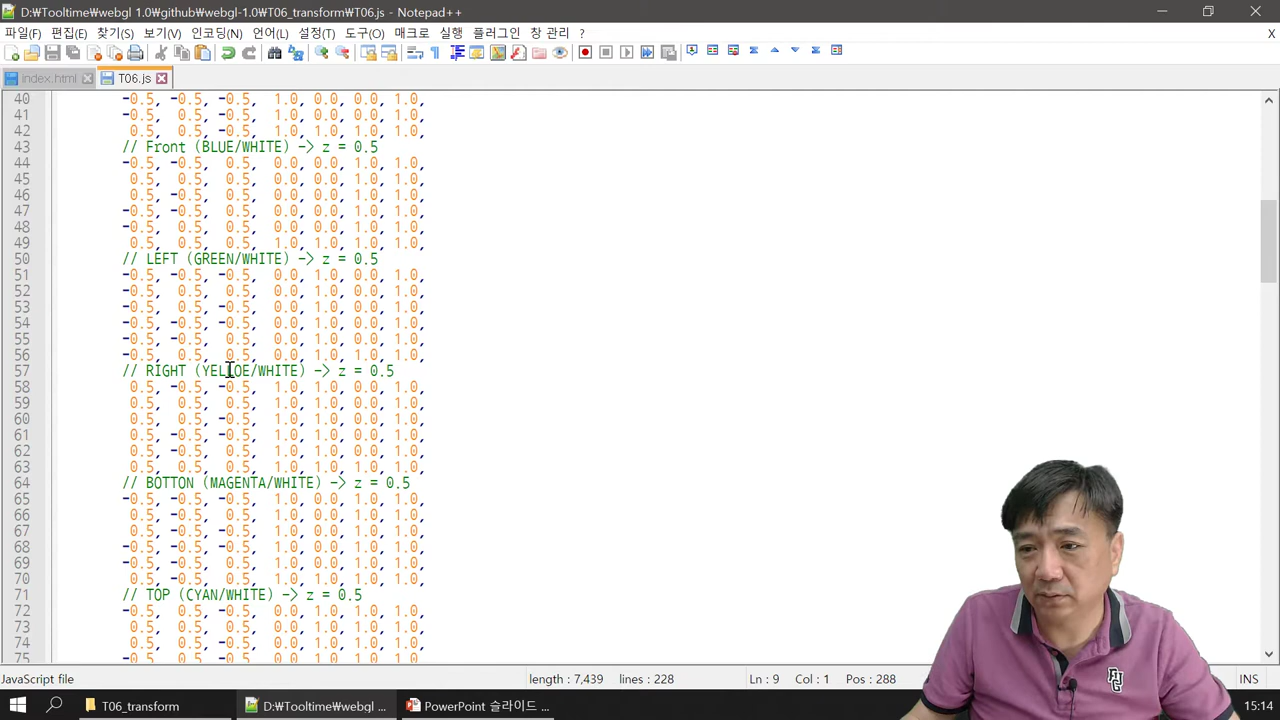 D:₩Tooltime₩webgl 1.0₩github₩webgl-1.0₩T06_transform₩T06.js - Notepad++
파일(F) 편집(E) 찾기(S) 보기(V) 인코딩(N) 언어(L) 설정(T) 도구(O) 매크로 실행 플러그인 창 관리 ? X
index.html T06.js
40 -0.5, -0.5, -0.5, 1.0, 0.0, 0.0, 1.0,
41 -0.5, 0.5, -0.5, 1.0, 0.0, 0.0, 1.0,
42 0.5, 0.5, -0.5, 1.0, 1.0, 1.0, 1.0,
43 // Front (BLUE/WHITE) -> z = 0.5
44 -0.5, -0.5, 0.5, 0.0, 0.0, 1.0, 1.0,
45 0.5, 0.5, 0.5, 0.0, 0.0, 1.0, 1.0,
46 0.5, -0.5, 0.5, 0.0, 0.0, 1.0, 1.0,
47 -0.5, -0.5, 0.5, 0.0, 0.0, 1.0, 1.0,
48 -0.5, 0.5, 0.5, 0.0, 0.0, 1.0, 1.0,
49 0.5, 0.5, 0.5, 1.0, 1.0, 1.0, 1.0,
50 // LEFT (GREEN/WHITE) -> z = 0.5
51 -0.5, -0.5, -0.5, 0.0, 1.0, 0.0, 1.0,
52 -0.5, 0.5, 0.5, 0.0, 1.0, 0.0, 1.0,
53 -0.5, 0.5, -0.5, 0.0, 1.0, 0.0, 1.0,
54 -0.5, -0.5, -0.5, 0.0, 1.0, 0.0, 1.0,
55 -0.5, -0.5, 0.5, 0.0, 1.0, 0.0, 1.0,
56 -0.5, 0.5, 0.5, 0.0, 1.0, 1.0, 1.0,
57 // RIGHT (YELLOE/WHITE) -> z = 0.5
58 0.5, -0.5, -0.5, 1.0, 1.0, 0.0, 1.0,
59 0.5, 0.5, 0.5, 1.0, 1.0, 0.0, 1.0,
60 0.5, 0.5, -0.5, 1.0, 1.0, 0.0, 1.0,
61 0.5, -0.5, -0.5, 1.0, 1.0, 0.0, 1.0,
62 0.5, -0.5, 0.5, 1.0, 1.0, 0.0, 1.0,
63 0.5, 0.5, 0.5, 1.0, 1.0, 1.0, 1.0,
64 // BOTTON (MAGENTA/WHITE) -> z = 0.5
65 -0.5, -0.5, -0.5, 1.0, 0.0, 1.0, 1.0,
66 0.5, -0.5, 0.5, 1.0, 0.0, 1.0, 1.0,
67 0.5, -0.5, -0.5, 1.0, 0.0, 1.0, 1.0,
68 -0.5, -0.5, -0.5, 1.0, 0.0, 1.0, 1.0,
69 -0.5, -0.5, 0.5, 1.0, 0.0, 1.0, 1.0,
70 0.5, -0.5, 0.5, 1.0, 1.0, 1.0, 1.0,
71 // TOP (CYAN/WHITE) -> z = 0.5
72 -0.5, 0.5, -0.5, 0.0, 1.0, 1.0, 1.0,
73 0.5, 0.5, 0.5, 0.0, 1.0, 1.0, 1.0,
74 0.5, 0.5, -0.5, 0.0, 1.0, 1.0, 1.0,
75 -0.5, 0.5, -0.5, 0.0, 1.0, 1.0, 1.0,
JavaScript file length : 7,439 lines : 228 Ln : 9 Col : 1 Pos : 288 INS
T06_transform D:₩Tooltime₩webgl ... PowerPoint 슬라이드 ... 15:14